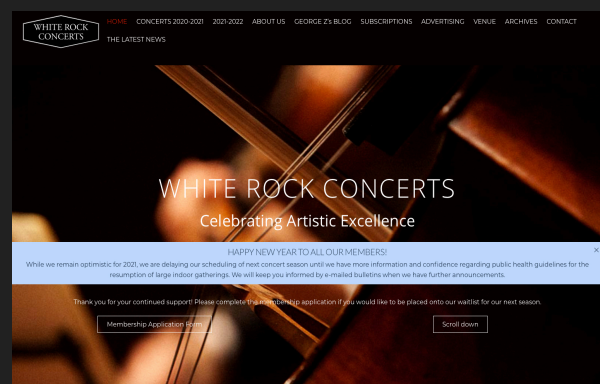 WHITE ROCK
CONCERTS
HOME CONCERTS 2020-2021 2021-2022 ABOUT US GEORGE Z's BLOG SUBSCRIPTIONS ADVERTISING VENUE ARCHIVES CONTACT
THE LATEST NEWS
WHITE ROCK CONCERTS
Celebrating Artistic Excellence
HAPPY NEW YEAR TO ALL OUR MEMBERS!
×
While we remain optimistic for 2021, we are delaying our scheduling of next concert season until we have more information and confidence regarding public health guidelines for the
resumption of large indoor gatherings. We will keep you informed by e-mailed bulletins when we have further announcements.
Thank you for your continued support! Please complete the membership application if you would like to be placed onto our waitlist for our next season.
Membership Application Form
Scroll down